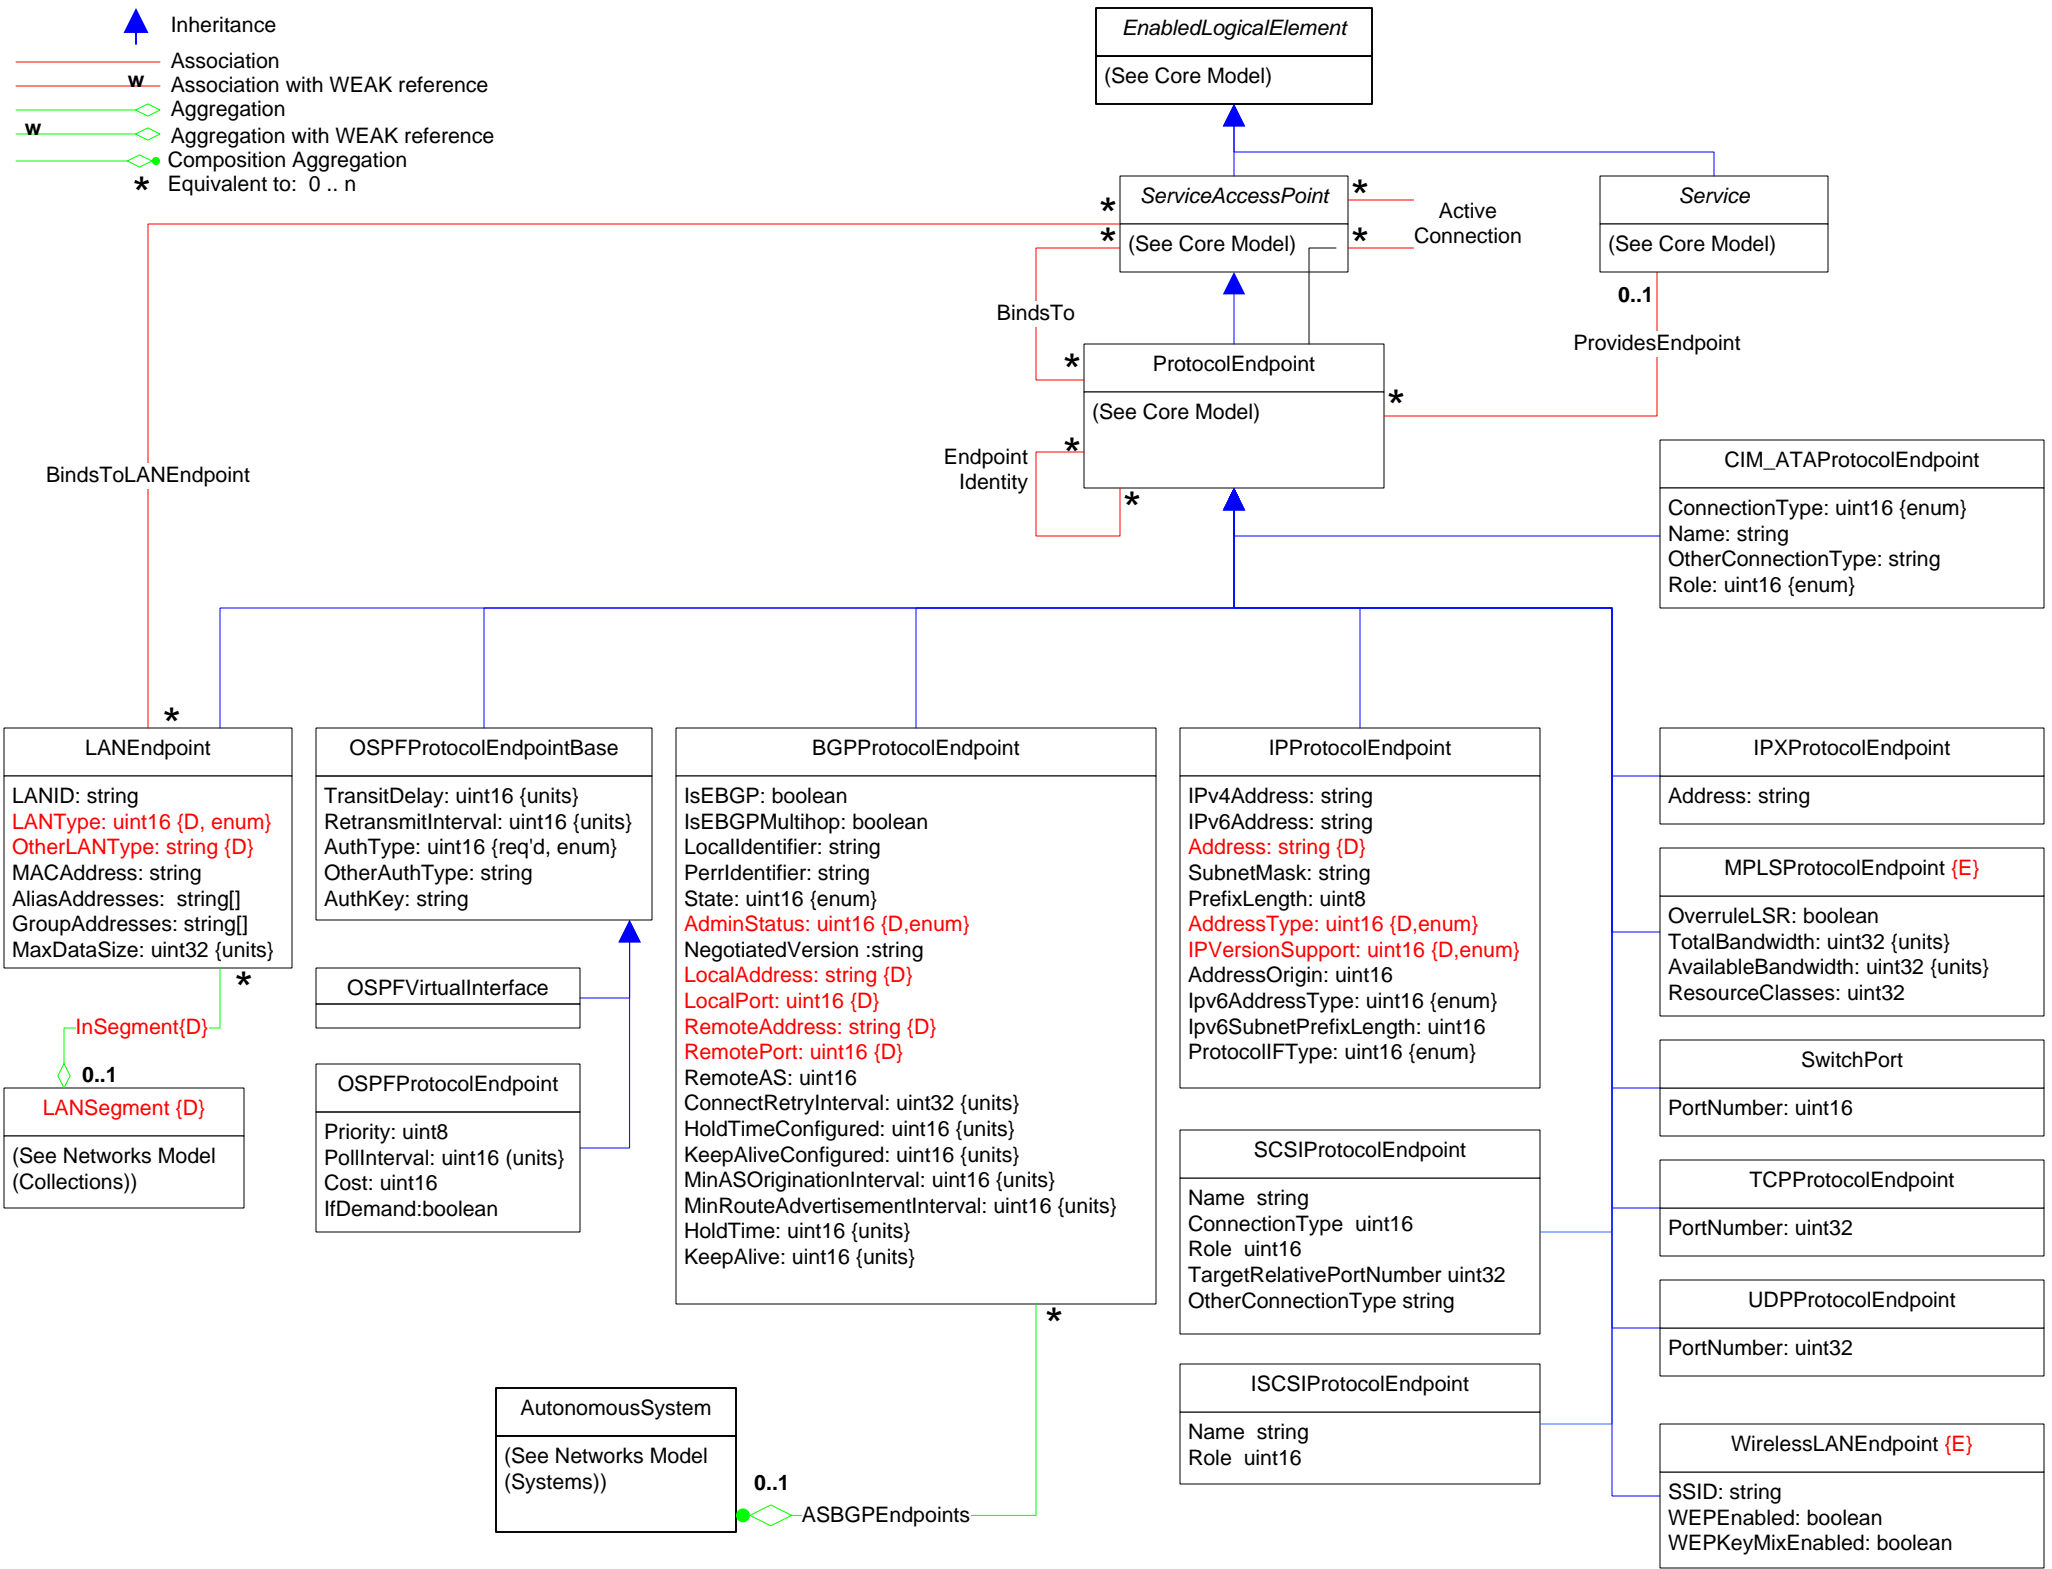 Inheritance
Association
w
Association with WEAK reference
Aggregation
w
Aggregation with WEAK reference
Composition Aggregation
* Equivalent to: 0 .. n
EnabledLogicalElement
(See Core Model)
ServiceAccessPoint
(See Core Model)
*
*
*
*
Active
Connection
Service
(See Core Model)
0..1
ProvidesEndpoint
*
BindsTo
*
ProtocolEndpoint
(See Core Model)
*
Endpoint
Identity
*
BindsToLANEndpoint
*
CIM_ATAProtocolEndpoint
ConnectionType: uint16 {enum}
Name: string
OtherConnectionType: string
Role: uint16 {enum}
LANEndpoint
LANID: string
LANType: uint16 {D, enum}
OtherLANType: string {D}
MACAddress: string
AliasAddresses:  string[]
GroupAddresses: string[]
MaxDataSize: uint32 {units}
*
InSegment{D}
0..1
LANSegment {D}
(See Networks Model
(Collections))
OSPFProtocolEndpointBase
TransitDelay: uint16 {units}
RetransmitInterval: uint16 {units}
AuthType: uint16 {req'd, enum}
OtherAuthType: string
AuthKey: string
OSPFVirtualInterface
OSPFProtocolEndpoint
Priority: uint8
PollInterval: uint16 (units}
Cost: uint16
IfDemand:boolean
BGPProtocolEndpoint
IsEBGP: boolean
IsEBGPMultihop: boolean
LocalIdentifier: string
PerrIdentifier: string
State: uint16 {enum}
AdminStatus: uint16 {D,enum}
NegotiatedVersion :string
LocalAddress: string {D}
LocalPort: uint16 {D}
RemoteAddress: string {D}
RemotePort: uint16 {D}
RemoteAS: uint16
ConnectRetryInterval: uint32 {units}
HoldTimeConfigured: uint16 {units}
KeepAliveConfigured: uint16 {units}
MinASOriginationInterval: uint16 {units}
MinRouteAdvertisementInterval: uint16 {units}
HoldTime: uint16 {units}
KeepAlive: uint16 {units}
*
AutonomousSystem
(See Networks Model
(Systems))
0..1
ASBGPEndpoints
IPProtocolEndpoint
IPv4Address: string
IPv6Address: string
Address: string {D}
SubnetMask: string
PrefixLength: uint8
AddressType: uint16 {D,enum}
IPVersionSupport: uint16 {D,enum}
AddressOrigin: uint16
Ipv6AddressType: uint16 {enum}
Ipv6SubnetPrefixLength: uint16
ProtocolIFType: uint16 {enum}
SCSIProtocolEndpoint
Name  string
ConnectionType  uint16
Role  uint16
TargetRelativePortNumber uint32
OtherConnectionType string
ISCSIProtocolEndpoint
Name  string
Role  uint16
IPXProtocolEndpoint
Address: string
MPLSProtocolEndpoint {E}
OverruleLSR: boolean
TotalBandwidth: uint32 {units}
AvailableBandwidth: uint32 {units}
ResourceClasses: uint32
SwitchPort
PortNumber: uint16
TCPProtocolEndpoint
PortNumber: uint32
UDPProtocolEndpoint
PortNumber: uint32
WirelessLANEndpoint {E}
SSID: string
WEPEnabled: boolean
WEPKeyMixEnabled: boolean